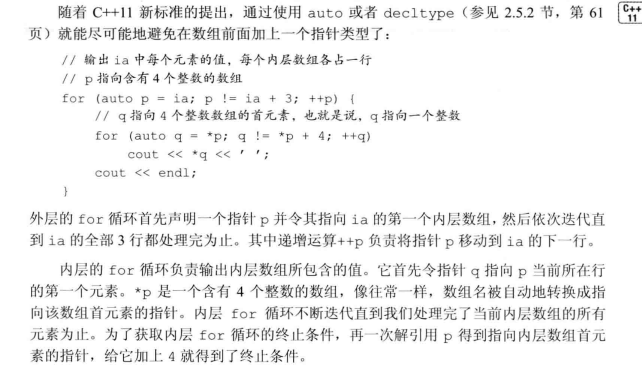 随着 C++11 新标准的提出，通过使用 auto 或者 decltype（参见 2.5.2 节，第 61
C++
11
页）就能尽可能地避免在数组前面加上一个指针类型了：
// 输出 ia 中每个元素的值，每个内层数组各占一行
// p 指向含有 4 个整数的数组
for (auto p = ia; p != ia + 3; ++p) {
// q 指向 4 个整数数组的首元素，也就是说，q 指向一个整数
for (auto q = *p; q != *p + 4; ++q)
cout << *q << ' ';
cout << endl;
}
外层的 for 循环首先声明一个指针 p 并令其指向 ia 的第一个内层数组，然后依次迭代直
到 ia 的全部 3 行都处理完为止。其中递增运算++p 负责将指针 p 移动到 ia 的下一行。
内层的 for 循环负责输出内层数组所包含的值。它首先令指针 q 指向 p 当前所在行
的第一个元素。*p 是一个含有 4 个整数的数组，像往常一样，数组名被自动地转换成指
向该数组首元素的指针。内层 for 循环不断迭代直到我们处理完了当前内层数组的所有
元素为止。为了获取内层 for 循环的终止条件，再一次解引用 p 得到指向内层数组首元
素的指针，给它加上 4 就得到了终止条件。